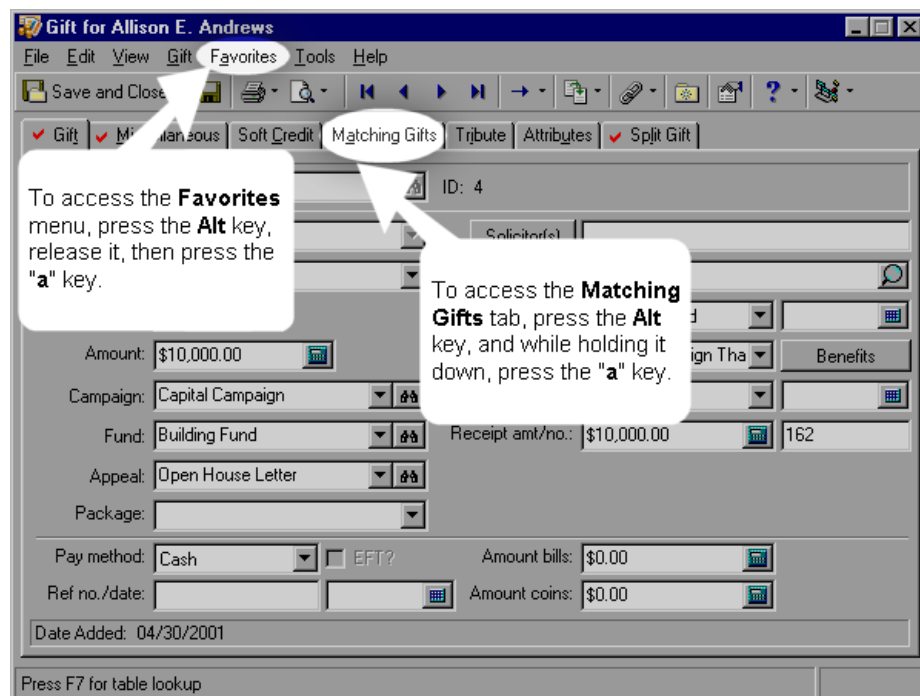 Gift for Allison E. Andrews
File Edit View Gift Favorites Tools Help
Save and Close
Gift Miscellaneous Soft Credit Matching Gifts Tribute Attributes Split Gift
ID: 4
To access the Favorites
menu, press the Alt key,
release it, then press the
"a" key.
Solicitor(s)
To access the Matching
Gifts tab, press the Alt
key, and while holding it
down, press the "a" key.
Amount: $10,000.00
ign Tha Benefits
Campaign: Capital Campaign
Fund: Building Fund
Receipt amt/no.: $10,000.00 162
Appeal: Open House Letter
Package:
Pay method: Cash EFT? Amount bills: $0.00
Ref no./date: Amount coins: $0.00
Date Added: 04/30/2001
Press F7 for table lookup